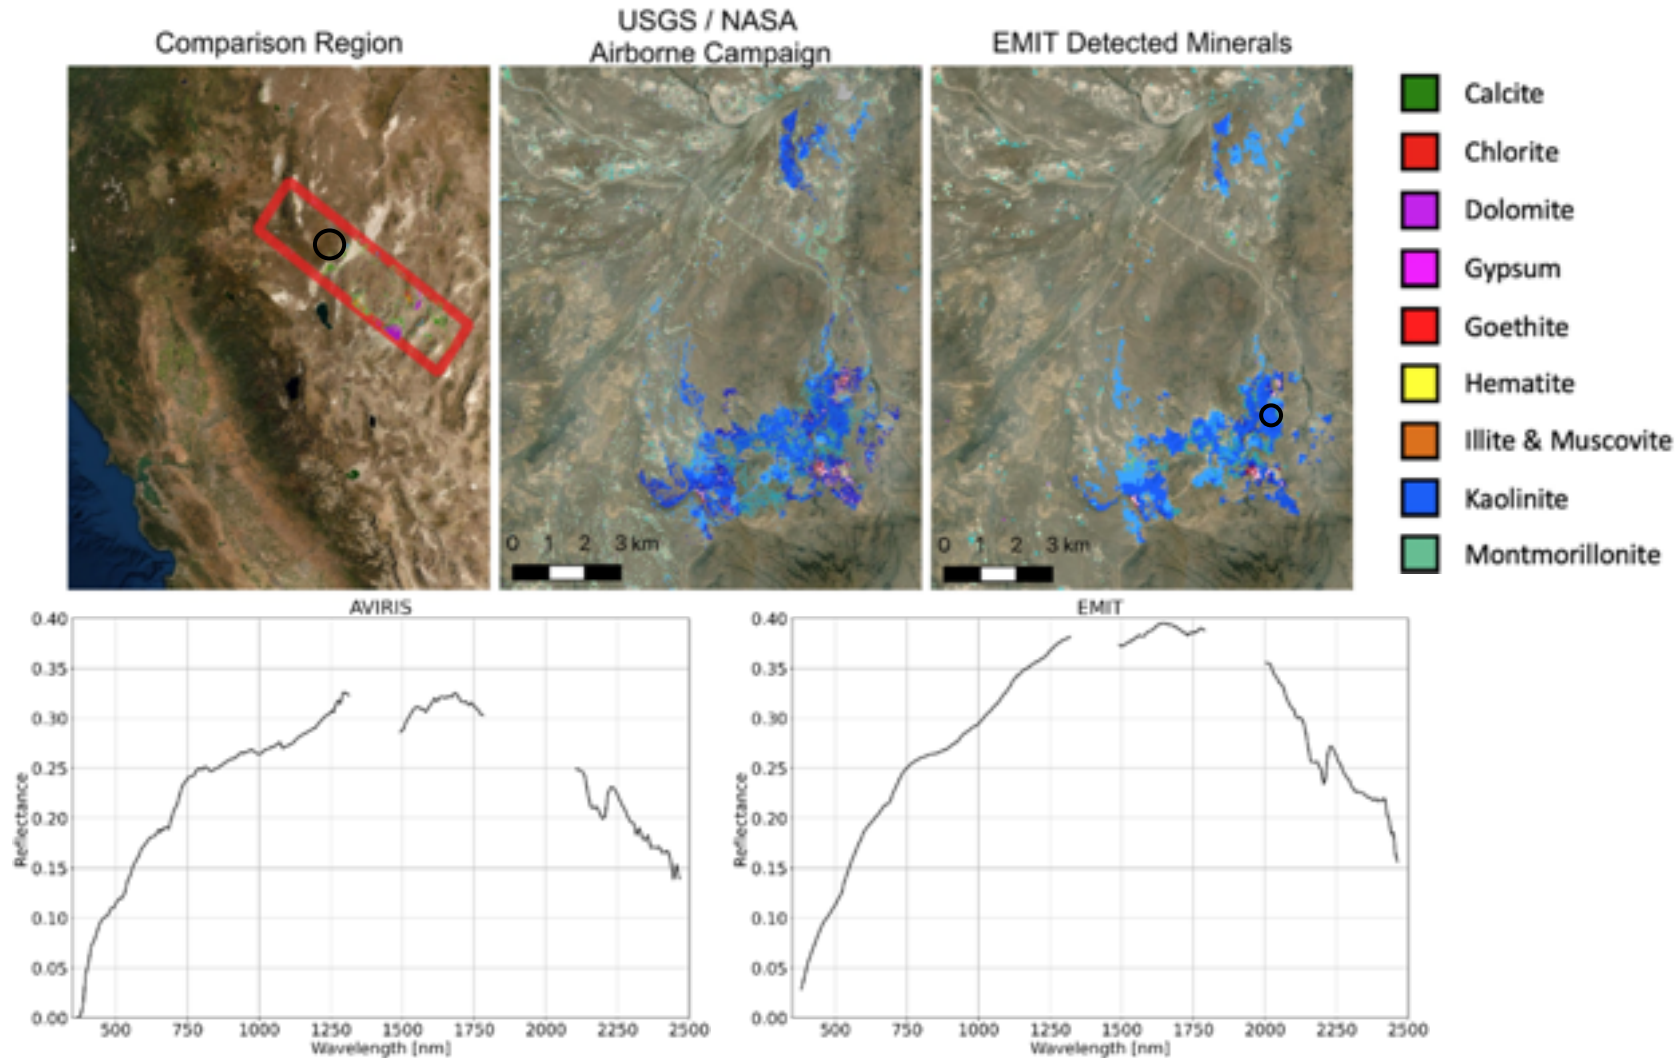 Comparison Region
USGS / NASA
Airborne Campaign
EMIT Detected Minerals
0 1 2 3 km
0 1 2 3 km
Calcite
Chlorite
Dolomite
Gypsum
Goethite
Hematite
Illite & Muscovite
Kaolinite
Montmorillonite
AVIRIS
0.40
0.35
0.30
0.25
0.20
0.15
0.10
0.05
0.00
Reflectance
500 750 1000 1250 1500 1750 2000 2250 2500
Wavelength [nm]
EMIT
0.40
0.35
0.30
0.25
0.20
0.15
0.10
0.05
0.00
Reflectance
500 750 1000 1250 1500 1750 2000 2250 2500
Wavelength [nm]